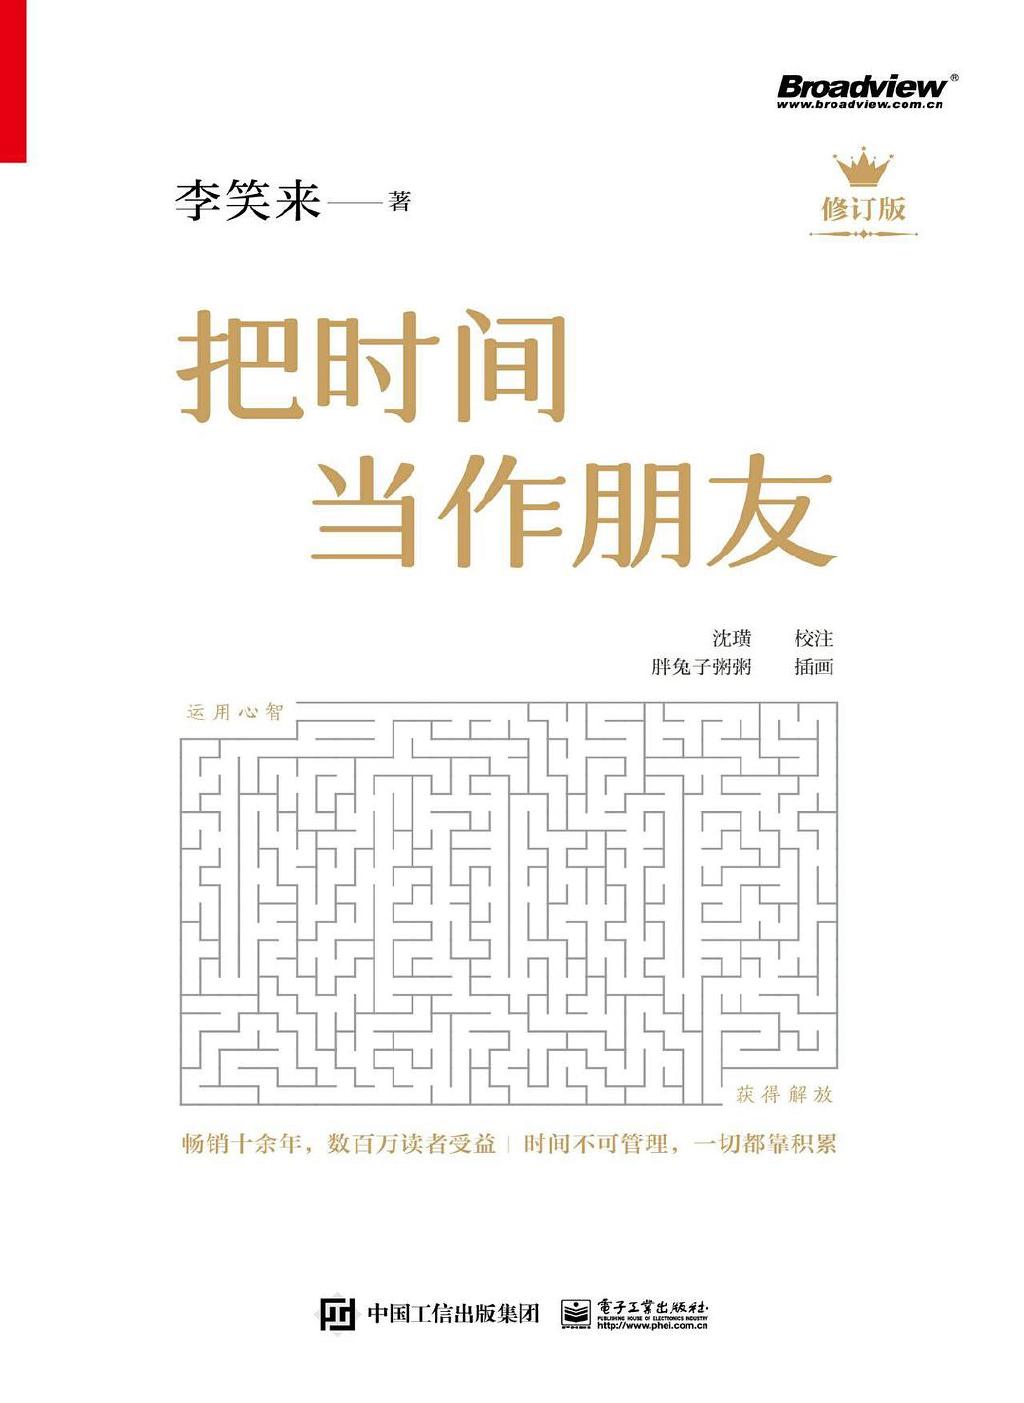 Broadview®
www.broadview.com.cn
李笑来——著
修订版
把时间
当作朋友
沈璜 校注
胖兔子粥粥 插画
运用心智
获得解放
畅销十余年，数百万读者受益｜时间不可管理，一切都靠积累
中国工信出版集团
電子工業出版社
PUBLISHING HOUSE OF ELECTRONICS INDUSTRY
http://www.phei.com.cn